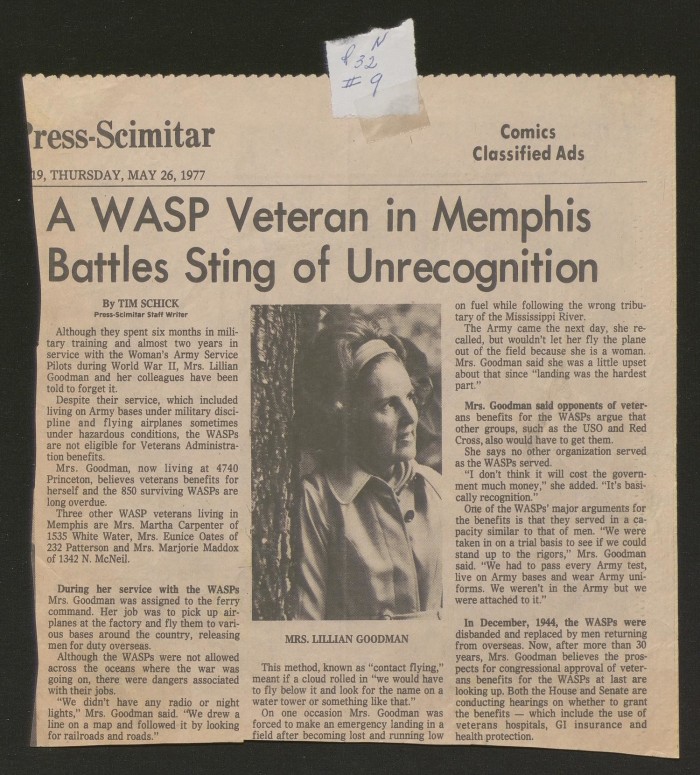 P N
32
# 9
Press-Scimitar
Comics
Classified Ads
19, THURSDAY, MAY 26, 1977
A WASP Veteran in Memphis
Battles Sting of Unrecognition
By TIM SCHICK
Press-Scimitar Staff Writer
Although they spent six months in mili-
tary training and almost two years in
service with the Woman's Army Service
Pilots during World War II, Mrs. Lillian
Goodman and her colleagues have been
told to forget it.
Despite their service, which included
living on Army bases under military disci-
pline and flying airplanes sometimes
under hazardous conditions, the WASPs
are not eligible for Veterans Administra-
tion benefits.
Mrs. Goodman, now living at 4740
Princeton, believes veterans benefits for
herself and the 850 surviving WASPs are
long overdue.
Three other WASP veterans living in
Memphis are Mrs. Martha Carpenter of
1535 White Water, Mrs. Eunice Oates of
232 Patterson and Mrs. Marjorie Maddox
of 1342 N. McNeil.
During her service with the WASPs
Mrs. Goodman was assigned to the ferry
command. Her job was to pick up air-
planes at the factory and fly them to vari-
ous bases around the country, releasing
men for duty overseas.
Although the WASPs were not allowed
across the oceans where the war was
going on, there were dangers associated
with their jobs.
"We didn't have any radio or night
lights," Mrs. Goodman said. "We drew a
line on a map and followed it by looking
for railroads and roads."
MRS. LILLIAN GOODMAN
This method, known as "contact flying,"
meant if a cloud rolled in "we would have
to fly below it and look for the name on a
water tower or something like that."
On one occasion Mrs. Goodman was
forced to make an emergency landing in a
field after becoming lost and running low
on fuel while following the wrong tribu-
tary of the Mississippi River.
The Army came the next day, she re-
called, but wouldn't let her fly the plane
out of the field because she is a woman.
Mrs. Goodman said she was a little upset
about that since "landing was the hardest
part."
Mrs. Goodman said opponents of veter-
ans benefits for the WASPs argue that
other groups, such as the USO and Red
Cross, also would have to get them.
She says no other organization served
as the WASPs served.
"I don't think it will cost the govern-
ment much money," she added. "It's basi-
cally recognition."
One of the WASPs' major arguments for
the benefits is that they served in a ca-
pacity similar to that of men. "We were
taken in on a trial basis to see if we could
stand up to the rigors," Mrs. Goodman
said. "We had to pass every Army test,
live on Army bases and wear Army uni-
forms. We weren't in the Army but we
were attached to it."
In December, 1944, the WASPs were
disbanded and replaced by men returning
from overseas. Now, after more than 30
years, Mrs. Goodman believes the pros-
pects for congressional approval of veter-
ans benefits for the WASPs at last are
looking up. Both the House and Senate are
conducting hearings on whether to grant
the benefits — which include the use of
veterans hospitals, GI insurance and
health protection.